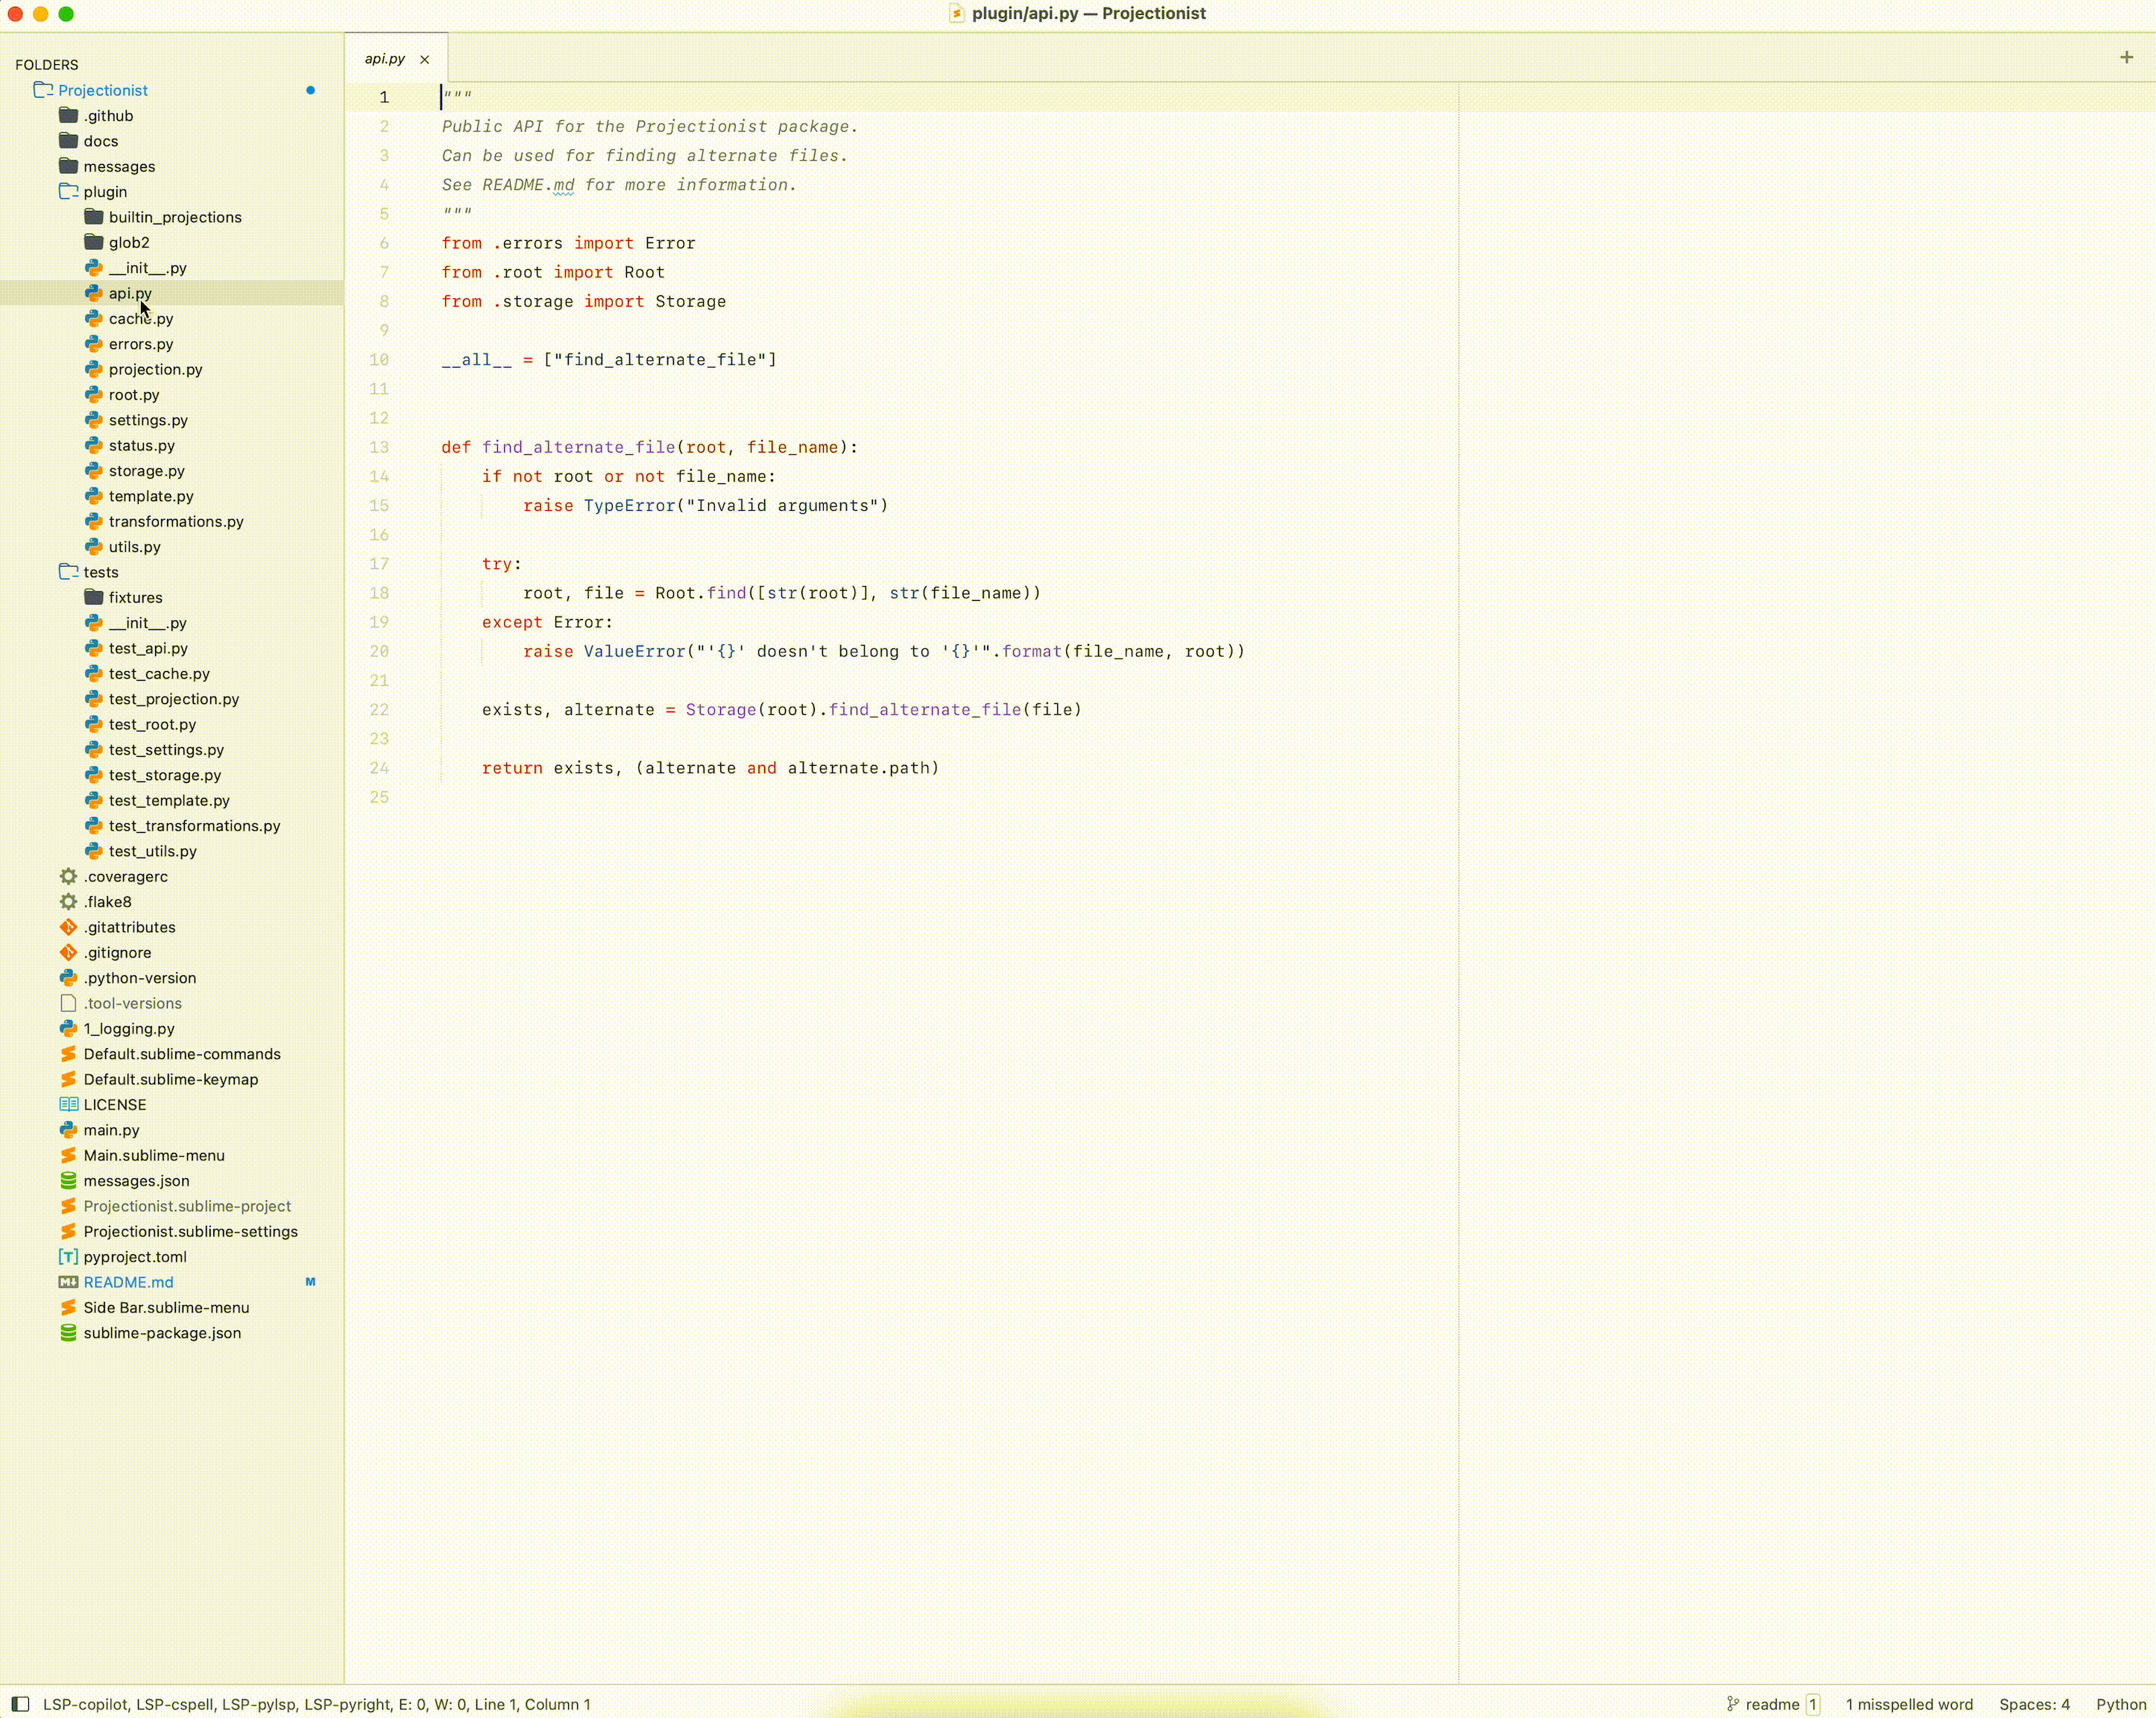 plugin/api.py — Projectionist
FOLDERS
Projectionist
.github
docs
messages
plugin
builtin_projections
glob2
__init__.py
api.py
cache.py
errors.py
projection.py
root.py
settings.py
status.py
storage.py
template.py
transformations.py
utils.py
tests
fixtures
__init__.py
test_api.py
test_cache.py
test_projection.py
test_root.py
test_settings.py
test_storage.py
test_template.py
test_transformations.py
test_utils.py
.coveragerc
.flake8
.gitattributes
.gitignore
.python-version
.tool-versions
1_logging.py
Default.sublime-commands
Default.sublime-keymap
LICENSE
main.py
Main.sublime-menu
messages.json
Projectionist.sublime-project
Projectionist.sublime-settings
[T] pyproject.toml
README.md M
Side Bar.sublime-menu
sublime-package.json
api.py ×
1 """
2 Public API for the Projectionist package.
3 Can be used for finding alternate files.
4 See README.md for more information.
5 """
6 from .errors import Error
7 from .root import Root
8 from .storage import Storage
9
10 __all__ = ["find_alternate_file"]
11
12
13 def find_alternate_file(root, file_name):
14     if not root or not file_name:
15         raise TypeError("Invalid arguments")
16
17     try:
18         root, file = Root.find([str(root)], str(file_name))
19     except Error:
20         raise ValueError("'{}' doesn't belong to '{}'".format(file_name, root))
21
22     exists, alternate = Storage(root).find_alternate_file(file)
23
24     return exists, (alternate and alternate.path)
25
LSP-copilot, LSP-cspell, LSP-pylsp, LSP-pyright, E: 0, W: 0, Line 1, Column 1
readme 1
1 misspelled word
Spaces: 4
Python